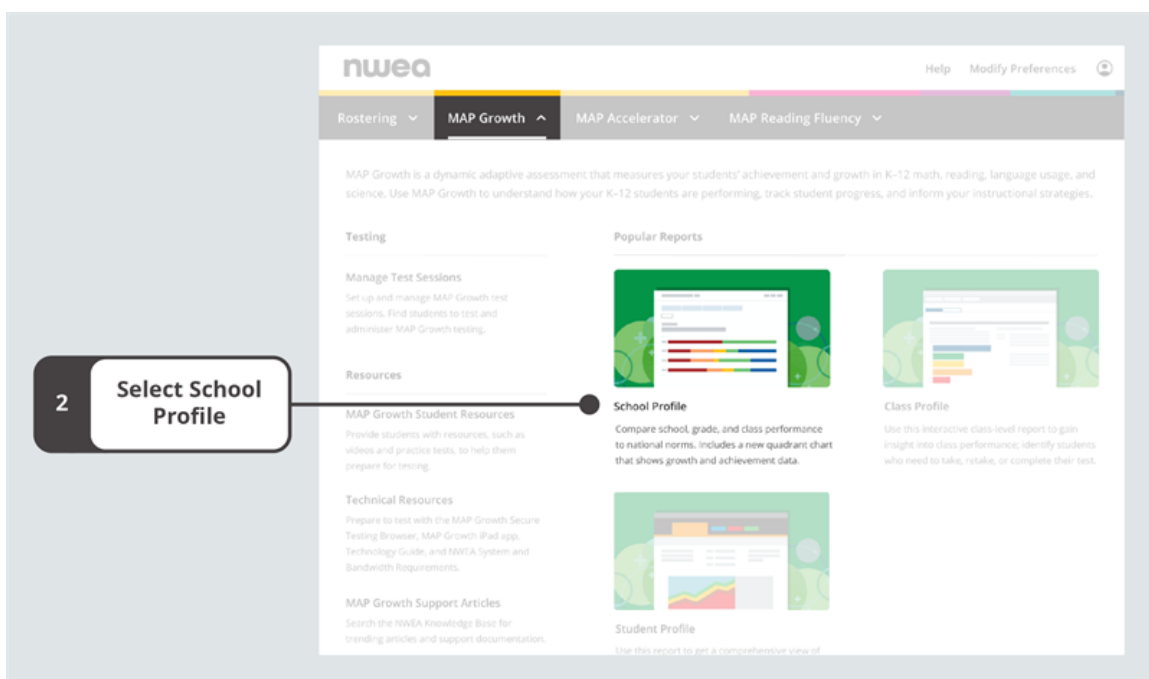 nwea
Help Modify Preferences
Rostering MAP Growth MAP Accelerator MAP Reading Fluency
MAP Growth is a dynamic adaptive assessment that measures your students' achievement and growth in K–12 math, reading, language usage, and
science. Use MAP Growth to understand how your K–12 students are performing, track student progress, and inform your instructional strategies.
Testing
Manage Test Sessions
Set up and manage MAP Growth test
sessions. Find students to test and
administer MAP Growth testing.
Resources
MAP Growth Student Resources
Provide students with resources, such as
videos and practice tests, to help them
prepare for testing.
Technical Resources
Prepare to test with the MAP Growth Secure
Testing Browser, MAP Growth iPad app,
Technology Guide, and NWEA System and
Bandwidth Requirements.
MAP Growth Support Articles
Search the NWEA Knowledge Base for
trending articles and support documentation.
2
Select School
Profile
Popular Reports
School Profile
Compare school, grade, and class performance
to national norms. Includes a new quadrant chart
that shows growth and achievement data.
Class Profile
Use this interactive class-level report to gain
insight into class performance; identify students
who need to take, retake, or complete their test.
Student Profile
Use this report to get a comprehensive view of